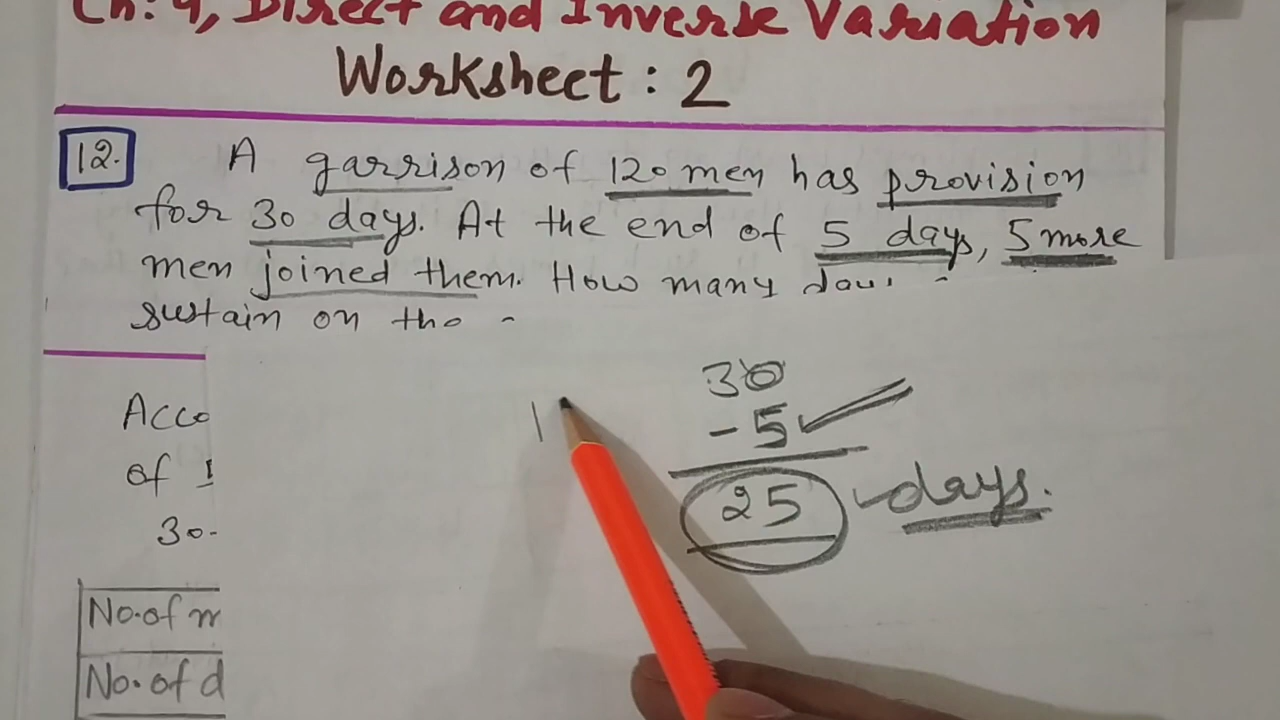 Ch: 4, Direct and Inverse Variation
Worksheet : 2
12. A garrison of 120 men has provision
for 30 days. At the end of 5 days, 5 more
men joined them. How many
sustain on
30
-5
25 days.
of
30-
No. of m
No. of d